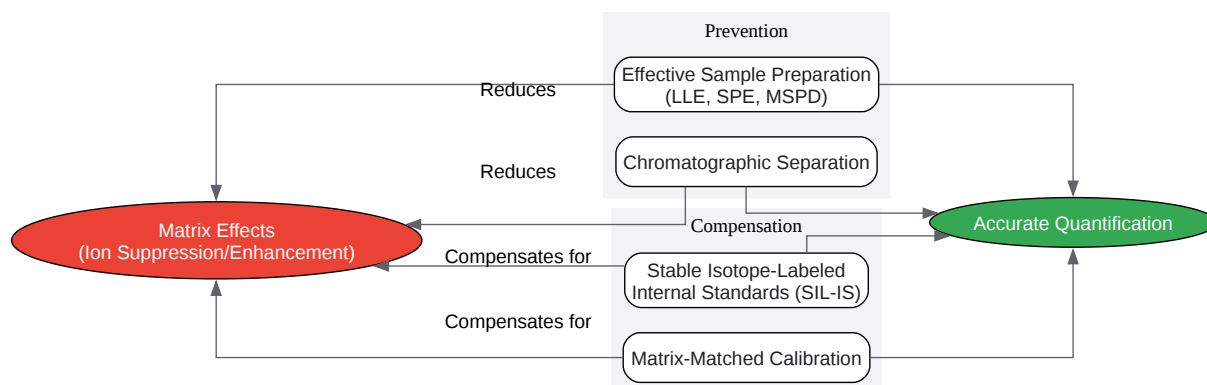 Prevention
Reduces
Effective Sample Preparation
(LLE, SPE, MSPD)
Reduces
Chromatographic Separation
Matrix Effects
(Ion Suppression/Enhancement)
Accurate Quantification
Compensation
Compensates for
Stable Isotope-Labeled
Internal Standards (SIL-IS)
Compensates for
Matrix-Matched Calibration